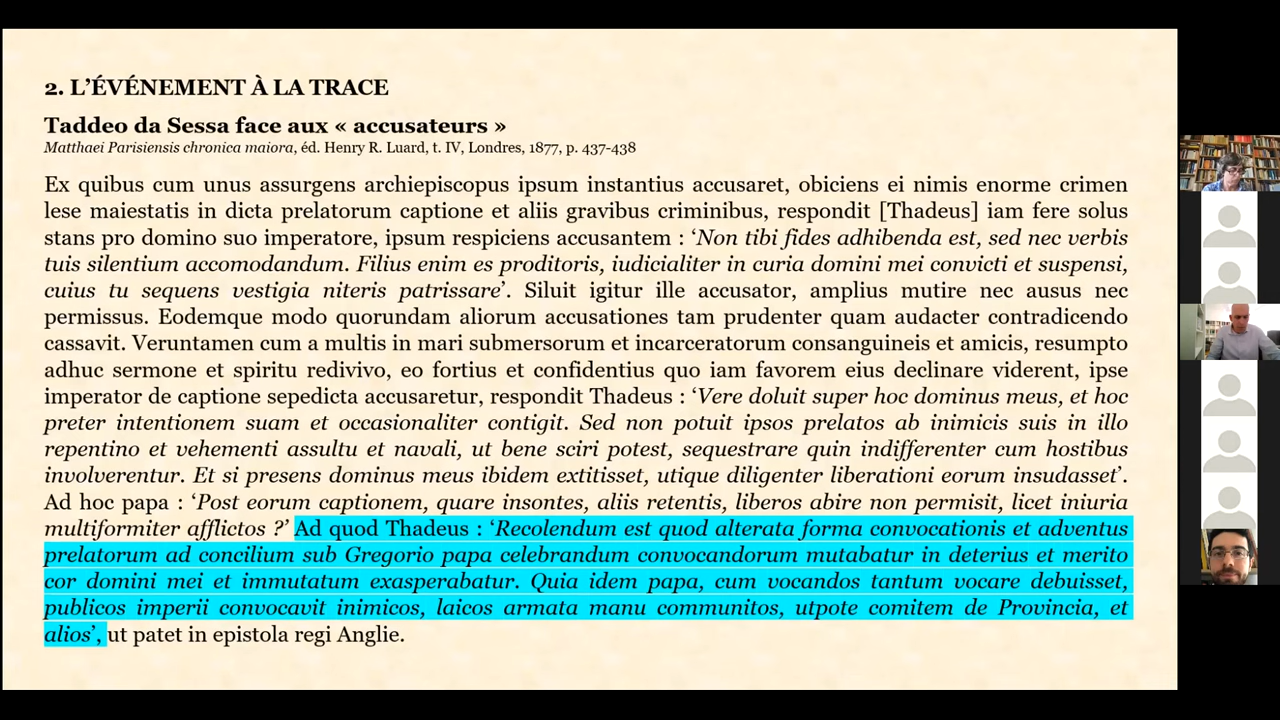 2. L’ÉVÉNEMENT À LA TRACE
Taddeo da Sessa face aux « accusateurs »
Matthaei Parisiensis chronica maiora, éd. Henry R. Luard, t. IV, Londres, 1877, p. 437-438
Ex quibus cum unus assurgens archiepiscopus ipsum instantius accusaret, obiciens ei nimis enorme crimen
lese maiestatis in dicta prelatorum captione et aliis gravibus criminibus, respondit [Thadeus] iam fere solus
stans pro domino suo imperatore, ipsum respiciens accusantem : ‘Non tibi fides adhibenda est, sed nec verbis
tuis silentium accomodandum. Filius enim es proditoris, iudicialiter in curia domini mei convicti et suspensi,
cuius tu sequens vestigia niteris patrissare’. Siluit igitur ille accusator, amplius mutire nec ausus nec
permissus. Eodemque modo quorundam aliorum accusationes tam prudenter quam audacter contradicendo
cassavit. Veruntamen cum a multis in mari submersorum et incarceratorum consanguineis et amicis, resumpto
adhuc sermone et spiritu redivivo, eo fortius et confidentius quo iam favorem eius declinare viderent, ipse
imperator de captione sepedicta accusaretur, respondit Thadeus : ‘Vere doluit super hoc dominus meus, et hoc
preter intentionem suam et occasionaliter contigit. Sed non potuit ipsos prelatos ab inimicis suis in illo
repentino et vehementi assultu et navali, ut bene sciri potest, sequestrare quin indifferenter cum hostibus
involverentur. Et si presens dominus meus ibidem extitisset, utique diligenter liberationi eorum insudasset’.
Ad hoc papa : ‘Post eorum captionem, quare insontes, aliis retentis, liberos abire non permisit, licet iniuria
multiformiter afflictos ?’ Ad quod Thadeus : ‘Recolendum est quod alterata forma convocationis et adventus
prelatorum ad concilium sub Gregorio papa celebrandum convocandorum mutabatur in deterius et merito
cor domini mei et immutatum exasperabatur. Quia idem papa, cum vocandos tantum vocare debuisset,
publicos imperii convocavit inimicos, laicos armata manu communitos, utpote comitem de Provincia, et
alios’, ut patet in epistola regi Anglie.